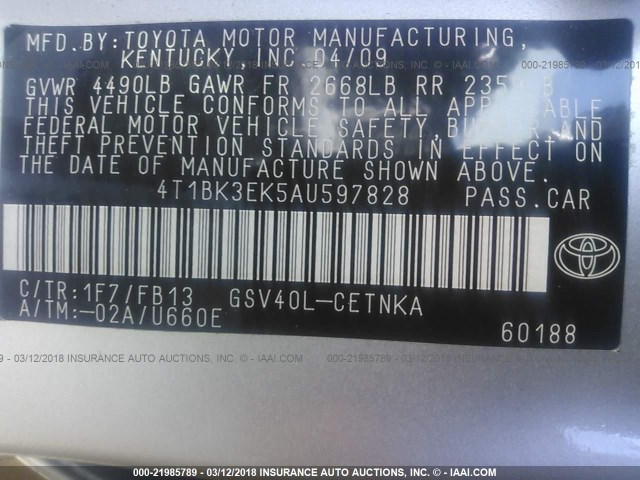 MFD.BY:TOYOTA MOTOR MANUFACTURING,
KENTUCKY, INC 04/09
GVWR 4490LB GAWR FR 2668LB RR
THIS VEHICLE CONFORMS TO ALL APPLICABLE
FEDERAL MOTOR VEHICLE SAFETY, AND
THEFT PREVENTION STANDARDS IN EFFECT ON
THE DATE OF MANUFACTURE SHOWN ABOVE.
4T1BK3EK5AU597828 PASS.CAR
TOYOTA
C/TR:1F7/FB13 GSV40L-CETNKA
A/TM:-02A/U660E
60188
000-21985789 - 03/12/2018 INSURANCE AUTO AUCTIONS, INC. - IAAI.COM